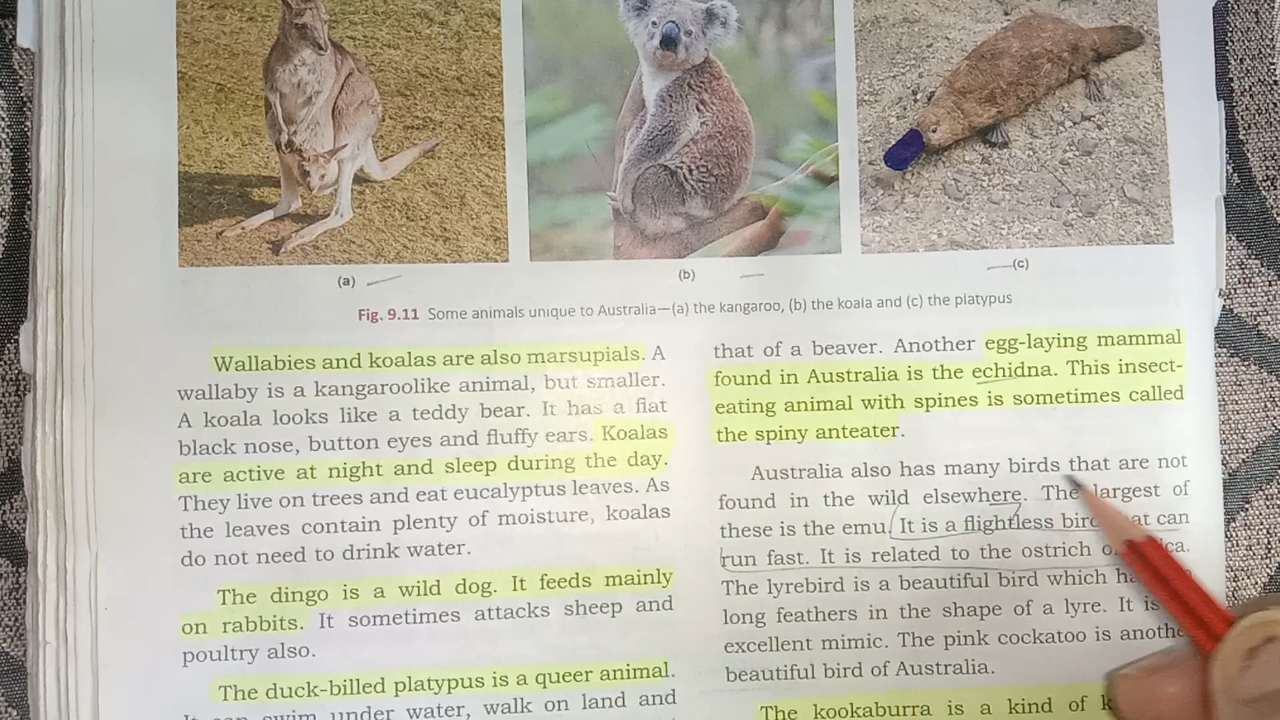 (a)
(b)
(c)
Fig. 9.11 Some animals unique to Australia—(a) the kangaroo, (b) the koala and (c) the platypus
Wallabies and koalas are also marsupials. A
wallaby is a kangaroolike animal, but smaller.
A koala looks like a teddy bear. It has a flat
black nose, button eyes and fluffy ears. Koalas
are active at night and sleep during the day.
They live on trees and eat eucalyptus leaves. As
the leaves contain plenty of moisture, koalas
do not need to drink water.
The dingo is a wild dog. It feeds mainly
on rabbits. It sometimes attacks sheep and
poultry also.
The duck-billed platypus is a queer animal.
It can swim under water, walk on land and
that of a beaver. Another egg-laying mammal
found in Australia is the echidna. This insect-
eating animal with spines is sometimes called
the spiny anteater.
Australia also has many birds that are not
found in the wild elsewhere. The largest of
these is the emu. It is a flightless bird that can
run fast. It is related to the ostrich
The lyrebird is a beautiful bird which
long feathers in the shape of a lyre. It is
excellent mimic. The pink cockatoo is another
beautiful bird of Australia.
The kookaburra is a kind of